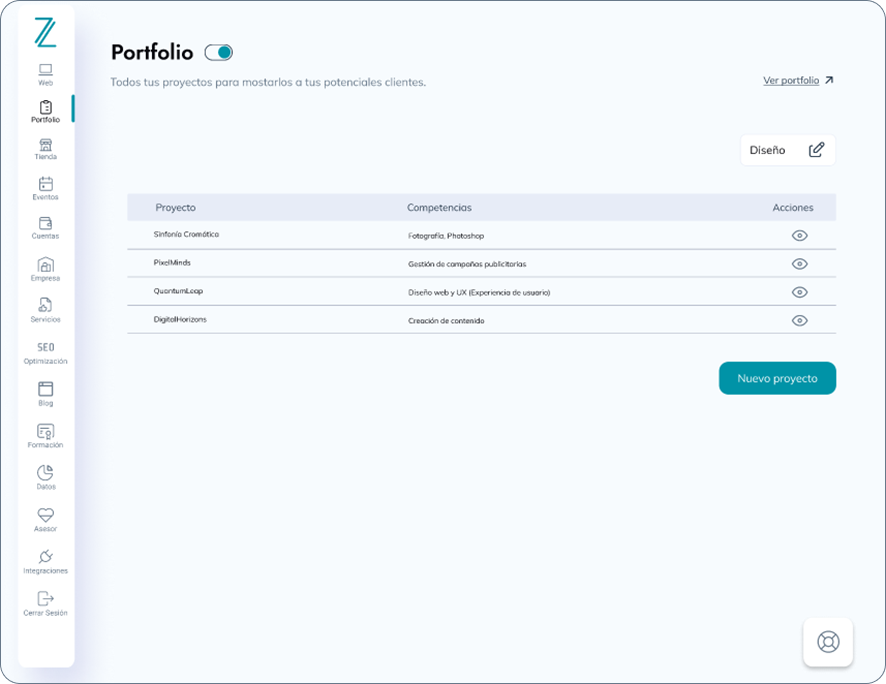 Web
Portfolio
Tienda
Eventos
Cuentas
Empresa
Servicios
SEO
Optimización
Blog
Formación
Datos
Asesor
Integraciones
Cerrar Sesión
Portfolio
Todos tus proyectos para mostarlos a tus potenciales clientes.
Ver portfolio
Diseño
Proyecto Competencias Acciones
Sinfonía Cromática Fotografía, Photoshop
PixelMinds Gestión de campañas publicitarias
QuantumLeap Diseño web y UX (Experiencia de usuario)
DigitalHorizons Creación de contenido
Nuevo proyecto